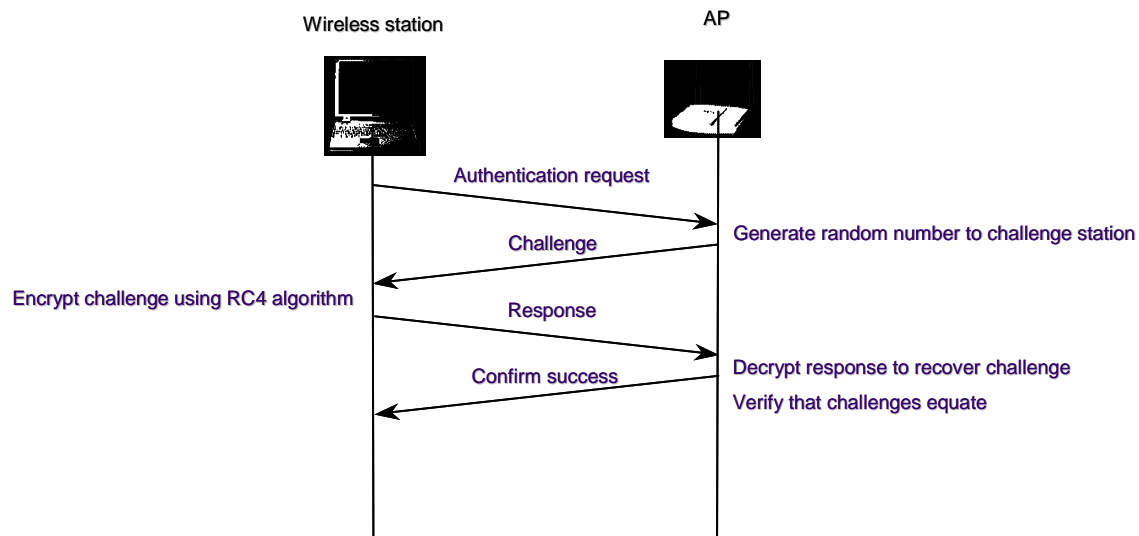 Wireless station
AP
Authentication request
Generate random number to challenge station
Challenge
Encrypt challenge using RC4 algorithm
Response
Decrypt response to recover challenge
Confirm success
Verify that challenges equate